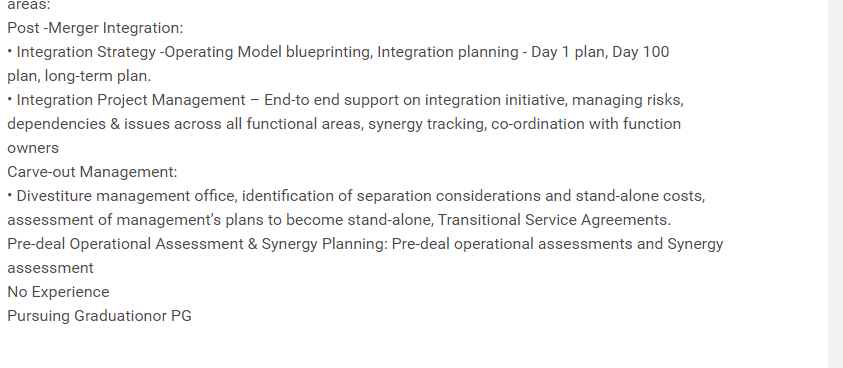 areas:
Post -Merger Integration:
• Integration Strategy -Operating Model blueprinting, Integration planning - Day 1 plan, Day 100
plan, long-term plan.
• Integration Project Management – End-to end support on integration initiative, managing risks,
dependencies & issues across all functional areas, synergy tracking, co-ordination with function
owners
Carve-out Management:
• Divestiture management office, identification of separation considerations and stand-alone costs,
assessment of management’s plans to become stand-alone, Transitional Service Agreements.
Pre-deal Operational Assessment & Synergy Planning: Pre-deal operational assessments and Synergy
assessment
No Experience
Pursuing Graduationor PG